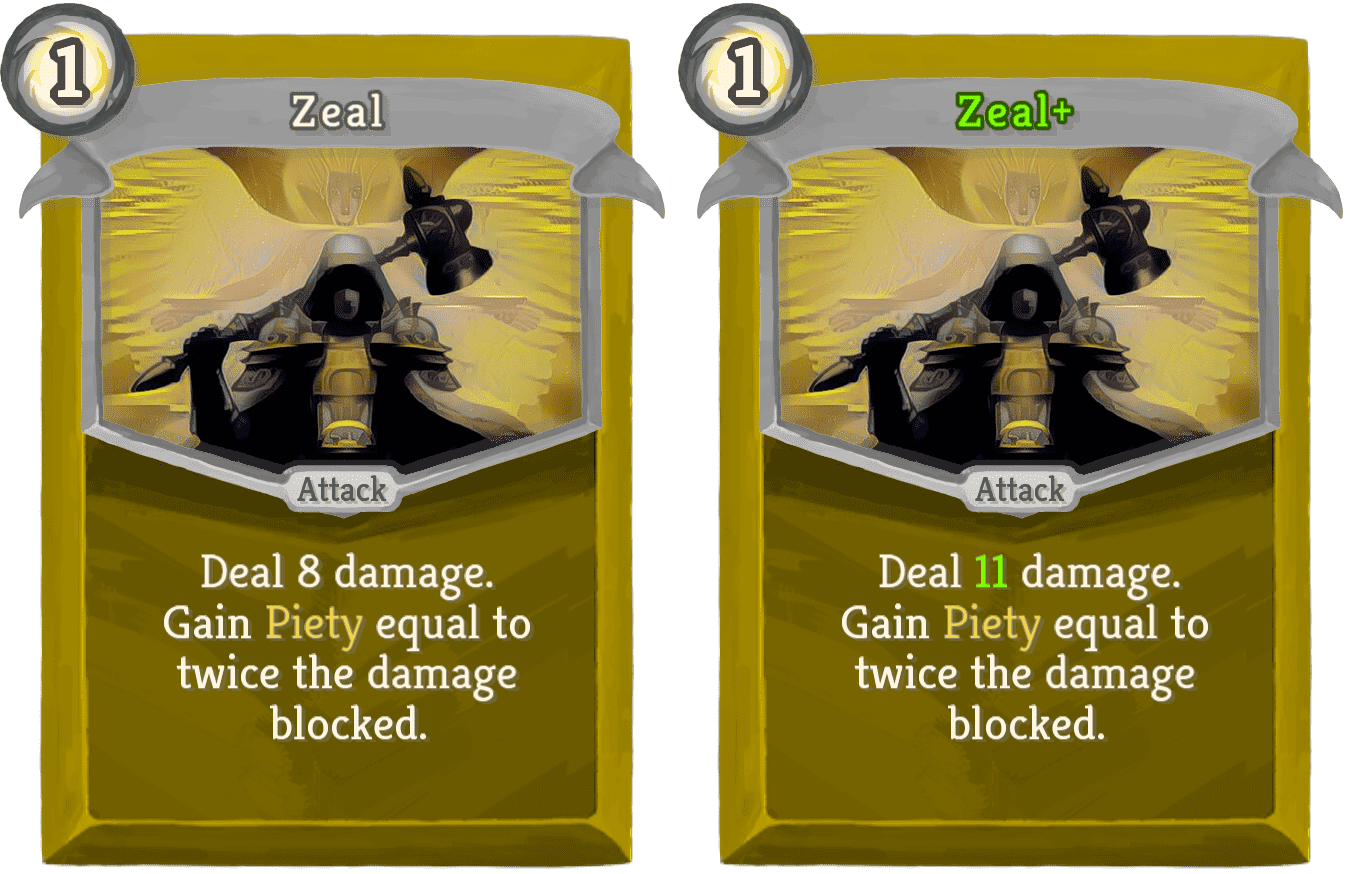 1
Zeal
Attack
Deal 8 damage.
Gain Piety equal to
twice the damage
blocked.
1
Zeal+
Attack
Deal 11 damage.
Gain Piety equal to
twice the damage
blocked.